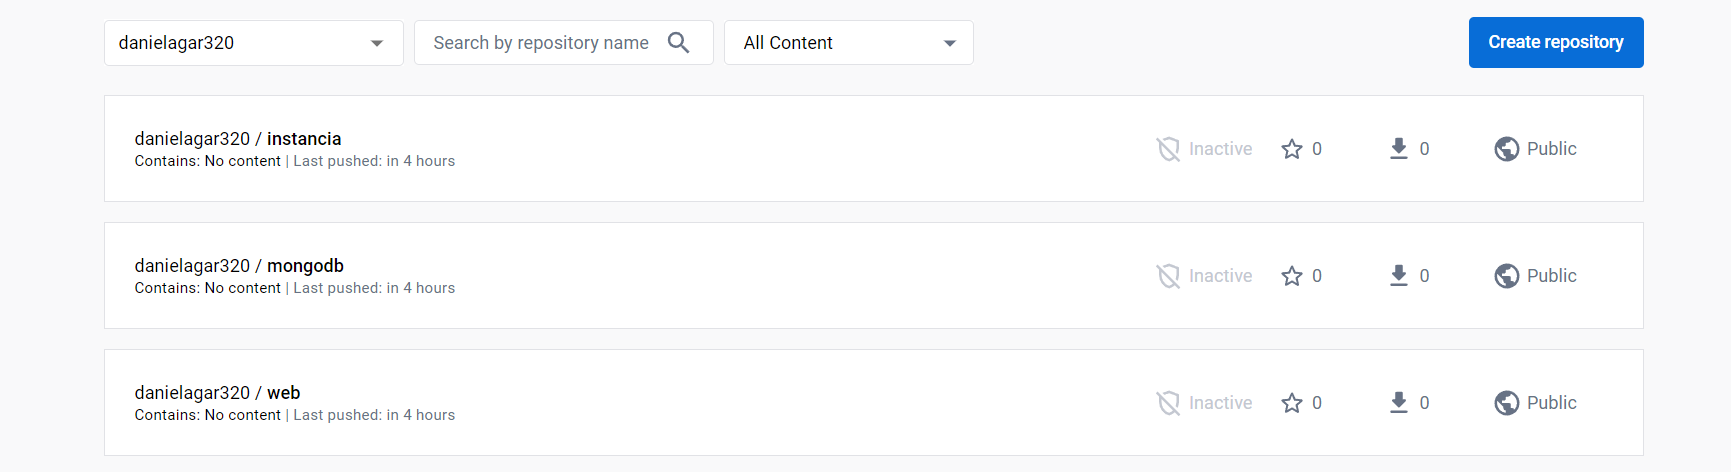 danielagar320 Search by repository name All Content Create repository
danielagar320 / instancia
Contains: No content | Last pushed: in 4 hours
Inactive 0 0 Public
danielagar320 / mongodb
Contains: No content | Last pushed: in 4 hours
Inactive 0 0 Public
danielagar320 / web
Contains: No content | Last pushed: in 4 hours
Inactive 0 0 Public